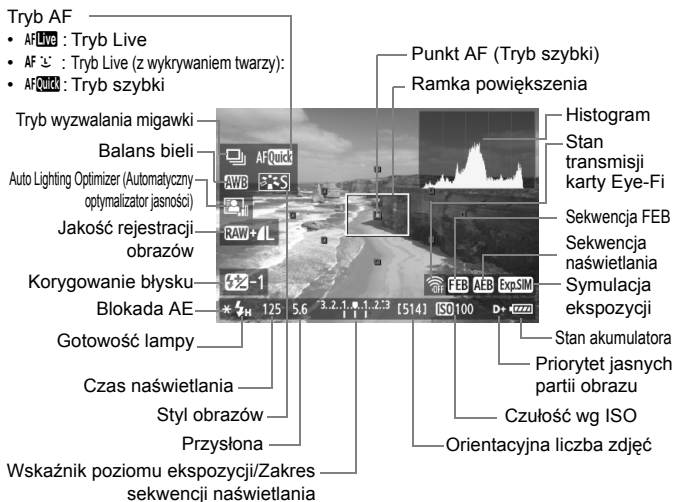 Tryb AF
• AF Live : Tryb Live
• AF : Tryb Live (z wykrywaniem twarzy):
• AF Quick : Tryb szybki
Tryb wyzwalania migawki
Balans bieli
Auto Lighting Optimizer (Automatyczny
optymalizator jasności)
Jakość rejestracji
obrazów
Korygowanie błysku
Blokada AE
Gotowość lampy
Czas naświetlania
Styl obrazów
Przysłona
Wskaźnik poziomu ekspozycji/Zakres
sekwencji naświetlania
Punkt AF (Tryb szybki)
Ramka powiększenia
Histogram
Stan
transmisji
karty Eye-Fi
Sekwencja FEB
Sekwencja
naświetlania
Symulacja
ekspozycji
Stan akumulatora
Priorytet jasnych
partii obrazu
Czułość wg ISO
Orientacyjna liczba zdjęć
AF Quick
AWB
S
RAW+L
-1
OFF FEB AEB Exp.SIM
* H 125 5.6 -3..2..1..0..1..2.:3 [514] ISO 100 D+